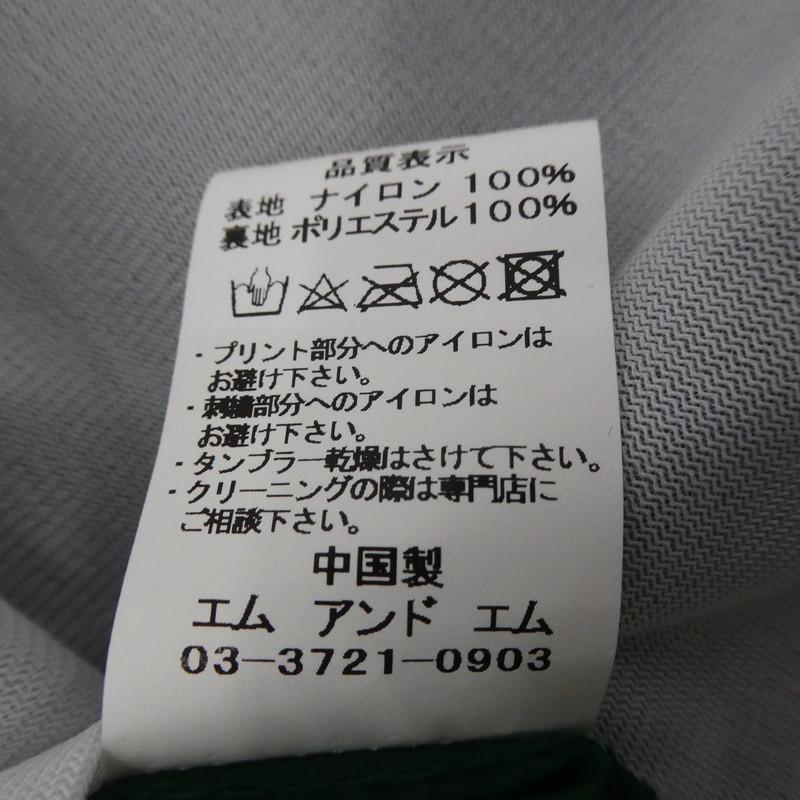 品質表示
表地 ナイロン 100%
裏地 ポリエステル100%
・プリント部分へのアイロンは
お避け下さい。
・刺繍部分へのアイロンは
お避け下さい。
・タンブラー乾燥はさけて下さい。
・クリーニングの際は専門店に
ご相談下さい。
中国製
エム アンド エム
03-3721-0903